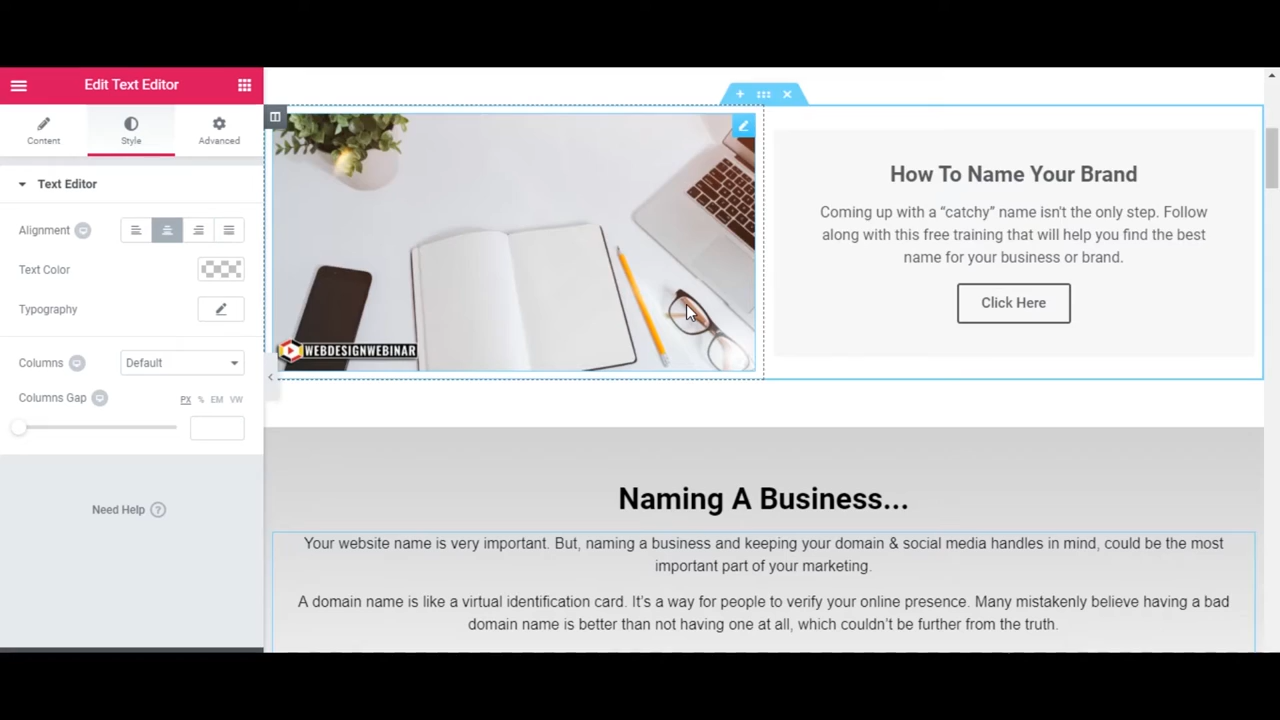 Edit Text Editor
Content
Style
Advanced
Text Editor
Alignment
Text Color
Typography
Columns
Default
Columns Gap
PX % EM VW
Need Help ?
WEBDESIGNWEBINAR
How To Name Your Brand
Coming up with a “catchy” name isn't the only step. Follow
along with this free training that will help you find the best
name for your business or brand.
Click Here
Naming A Business...
Your website name is very important. But, naming a business and keeping your domain & social media handles in mind, could be the most
important part of your marketing.
A domain name is like a virtual identification card. It’s a way for people to verify your online presence. Many mistakenly believe having a bad
domain name is better than not having one at all, which couldn’t be further from the truth.